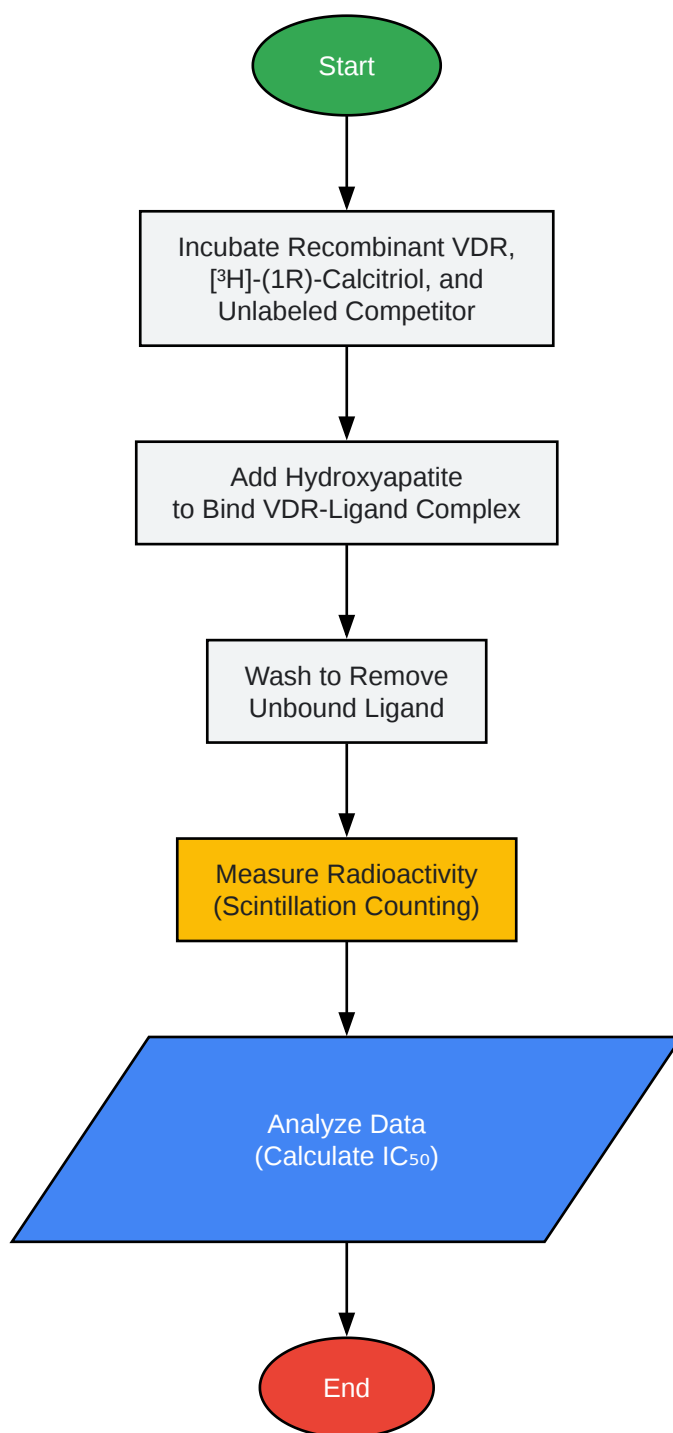 Start
Incubate Recombinant VDR,
[³H]-(1R)-Calcitriol, and
Unlabeled Competitor
Add Hydroxyapatite
to Bind VDR-Ligand Complex
Wash to Remove
Unbound Ligand
Measure Radioactivity
(Scintillation Counting)
Analyze Data
(Calculate IC₅₀)
End